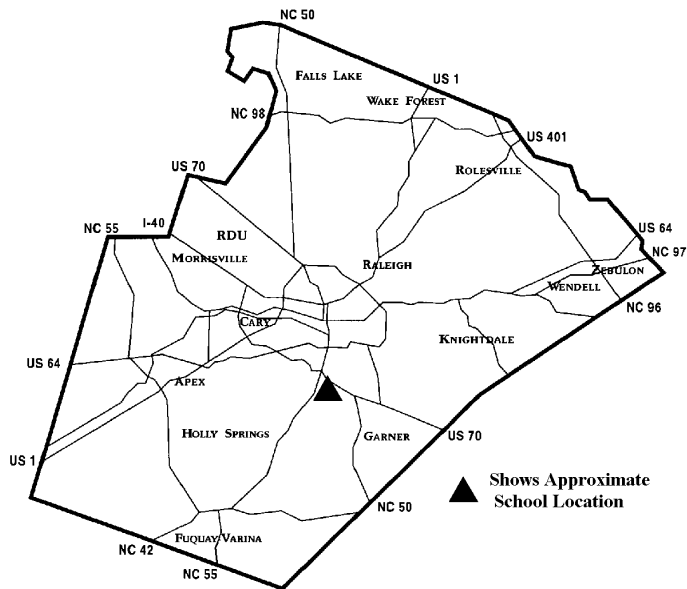 NC 50
FALLS LAKE
US 1
WAKE FOREST
NC 98
US 401
US 70
ROLESVILLE
I-40
NC 55
RDU
MORRISVILLE
RALEIGH
US 64
NC 97
ZEBULON
WENDELL
NC 96
CARY
KNIGHTDALE
US 64
APEX
HOLLY SPRINGS
GARNER
US 70
US 1
Shows Approximate
School Location
NC 50
NC 42
FUQUAY VARINA
NC 55